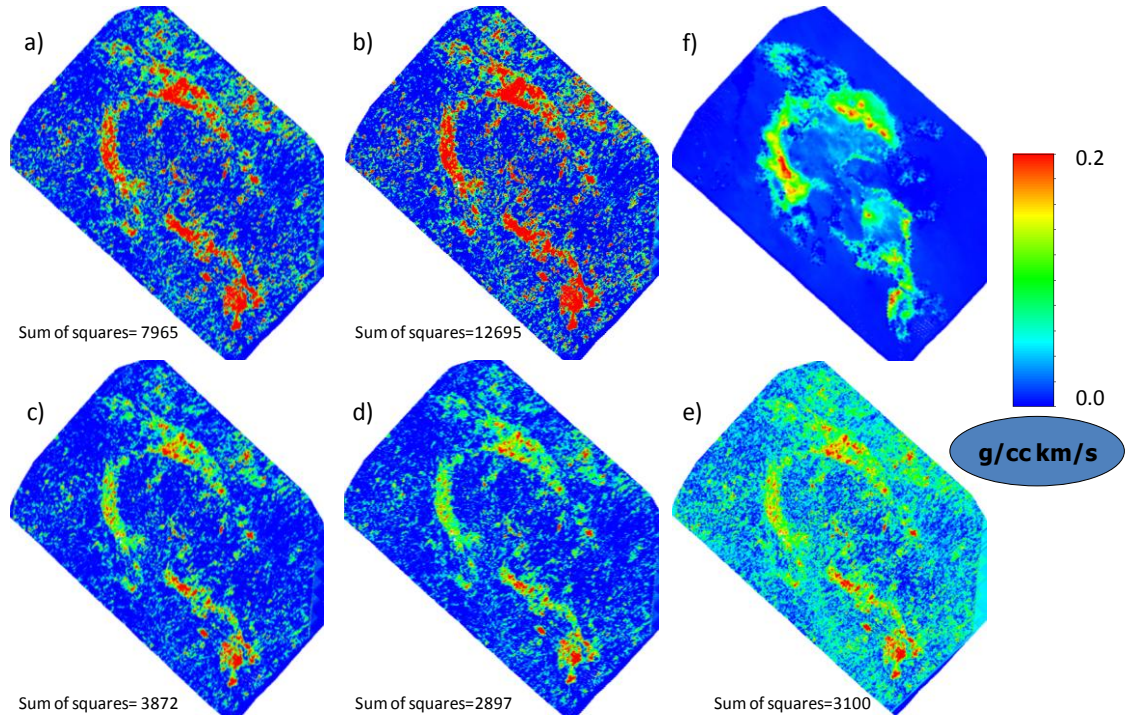 a)
b)
f)
0.2
0.0
g/cc km/s
Sum of squares= 7965
Sum of squares=12695
c)
d)
e)
Sum of squares= 3872
Sum of squares=2897
Sum of squares=3100